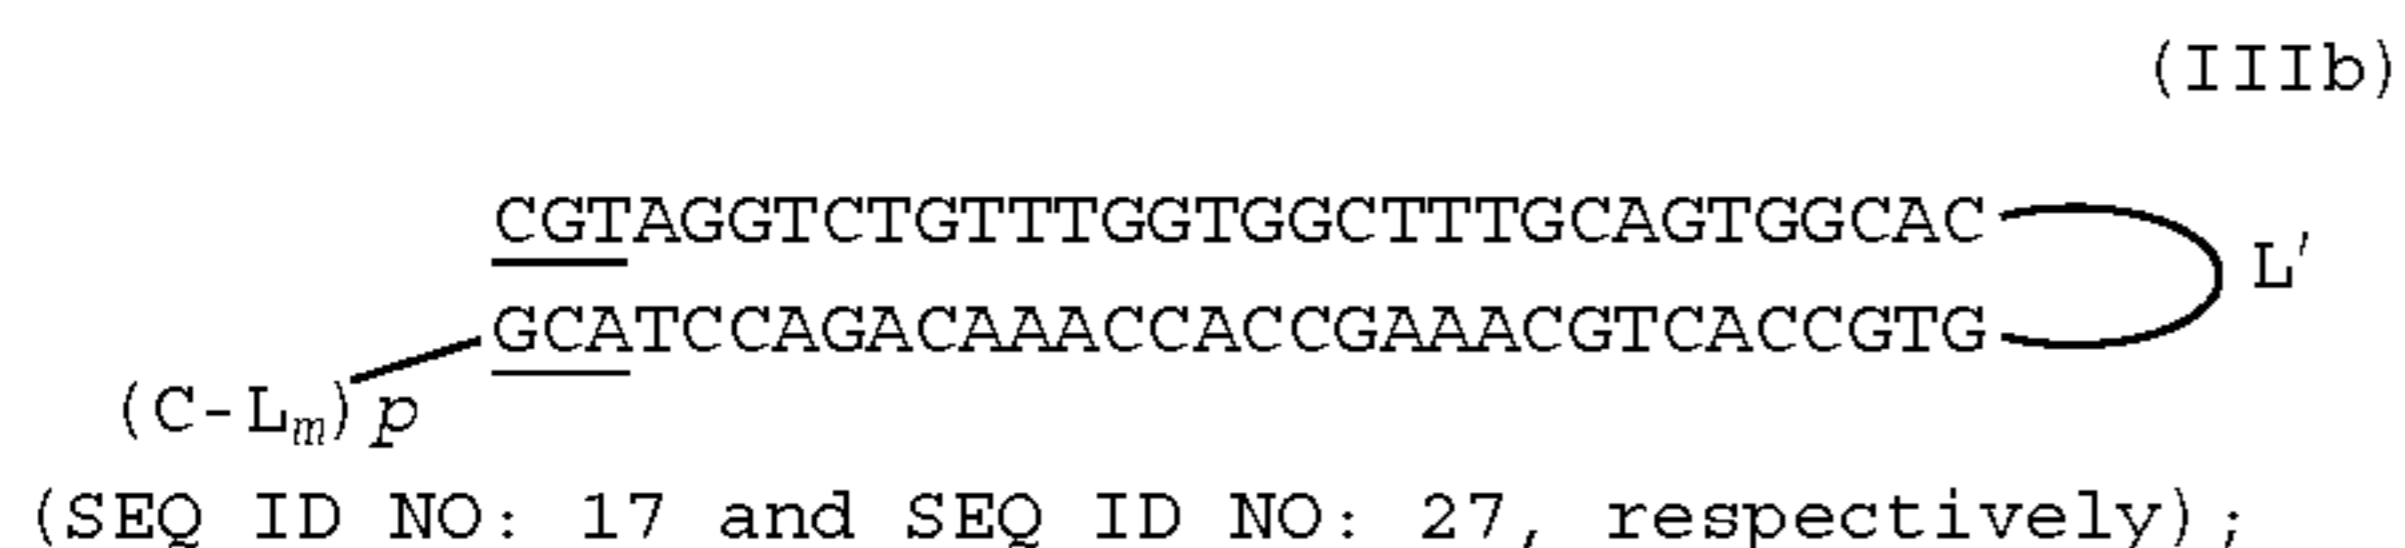 (IIIb)
CGTAGGTCTGTTTGGTGGCTTTGCAGTGGCAC
L'
GCATCCAGACAAACCACCGAAACGTCACCGTG
(C-Lm)p
(SEQ ID NO: 17 and SEQ ID NO: 27, respectively);